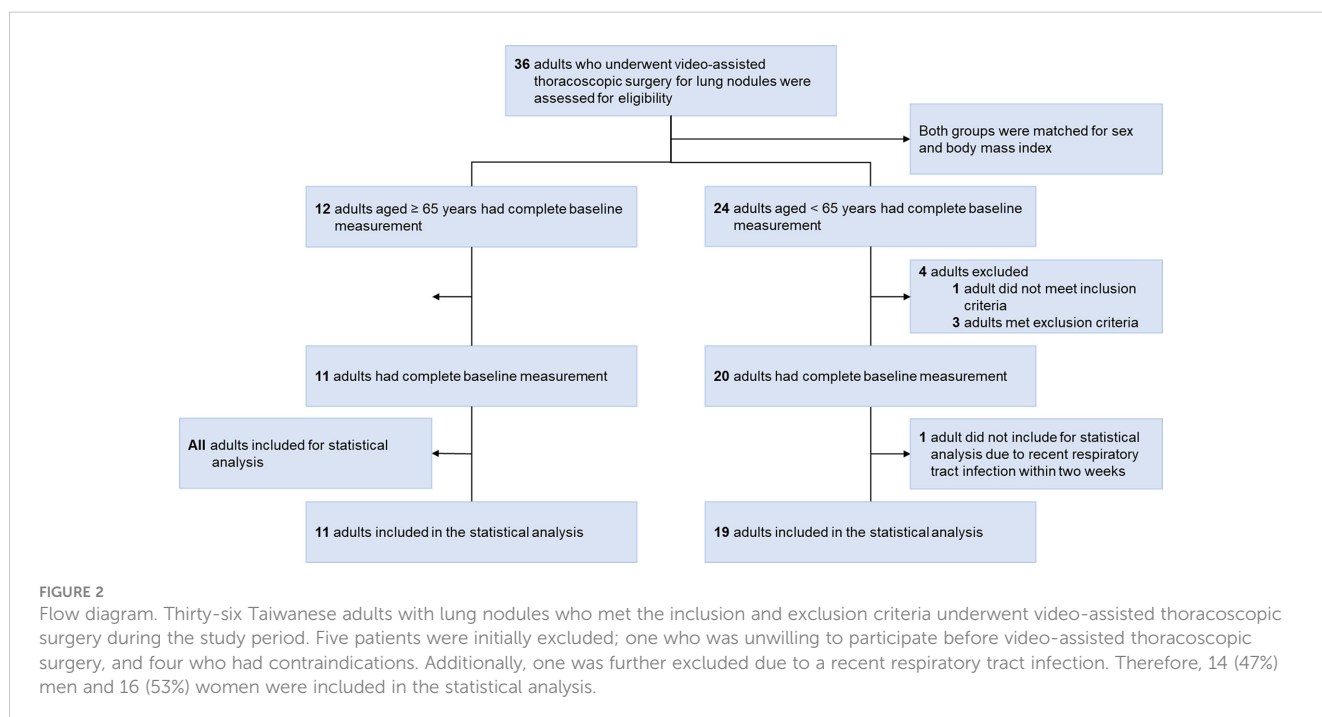 36 adults who underwent video-assisted
thoracoscopic surgery for lung nodules were
assessed for eligibility
Both groups were matched for sex
and body mass index
12 adults aged ≥ 65 years had complete baseline
measurement
24 adults aged < 65 years had complete baseline
measurement
4 adults excluded
1 adult did not meet inclusion
criteria
3 adults met exclusion criteria
11 adults had complete baseline measurement
20 adults had complete baseline measurement
All adults included for statistical
analysis
1 adult did not include for statistical
analysis due to recent respiratory
tract infection within two weeks
11 adults included in the statistical analysis
19 adults included in the statistical analysis
FIGURE 2
Flow diagram. Thirty-six Taiwanese adults with lung nodules who met the inclusion and exclusion criteria underwent video-assisted thoracoscopic
surgery during the study period. Five patients were initially excluded; one who was unwilling to participate before video-assisted thoracoscopic
surgery, and four who had contraindications. Additionally, one was further excluded due to a recent respiratory tract infection. Therefore, 14 (47%)
men and 16 (53%) women were included in the statistical analysis.